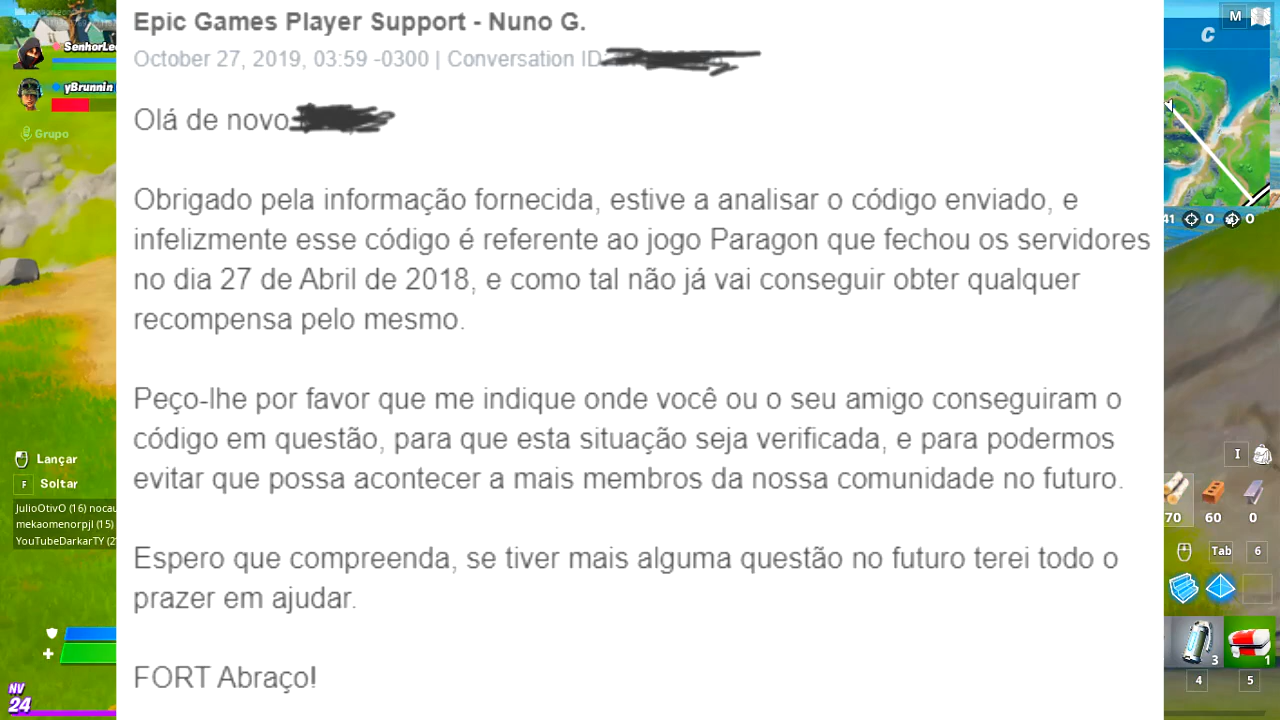 Epic Games Player Support - Nuno G.
October 27, 2019, 03:59 -0300 | Conversation ID
Olá de novo
Obrigado pela informação fornecida, estive a analisar o código enviado, e
infelizmente esse código é referente ao jogo Paragon que fechou os servidores
no dia 27 de Abril de 2018, e como tal não já vai conseguir obter qualquer
recompensa pelo mesmo.
Peço-lhe por favor que me indique onde você ou o seu amigo conseguiram o
código em questão, para que esta situação seja verificada, e para podermos
evitar que possa acontecer a mais membros da nossa comunidade no futuro.
Espero que compreenda, se tiver mais alguma questão no futuro terei todo o
prazer em ajudar.
FORT Abraço!
SenhorLeo
yBrunnin
Grupo
Lançar
F Soltar
JulioOtivO (16) nocau
mekaomenorpjl (15)
YouTubeDarkarTY (2
NV
24
M
C
41 0 0
I
70 60 0
Tab 6
3 1
4 5